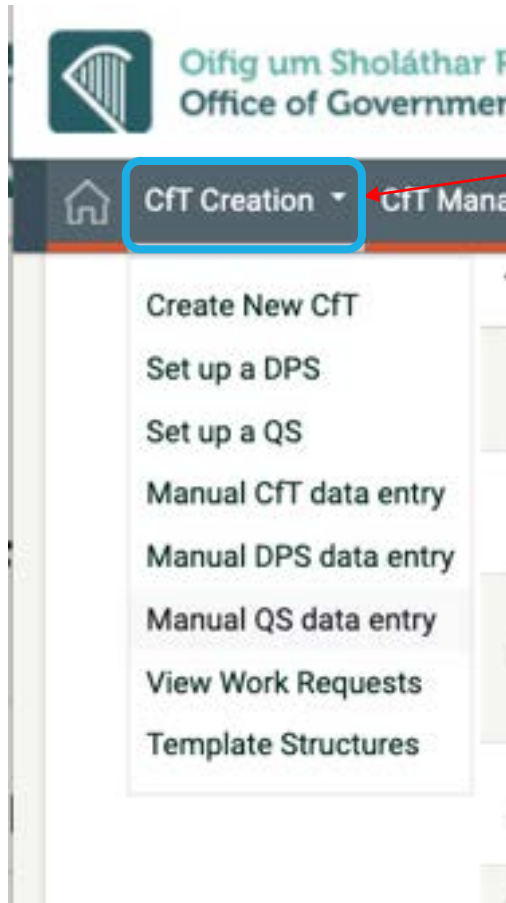 Oifig um Sholáthar
Office of
CfT Creation CfT
Create New CfT
Set up a DPS
Set up a QS
Manual CfT data entry
Manual DPS data entry
Manual QS data entry
View Work Requests
Template Structures